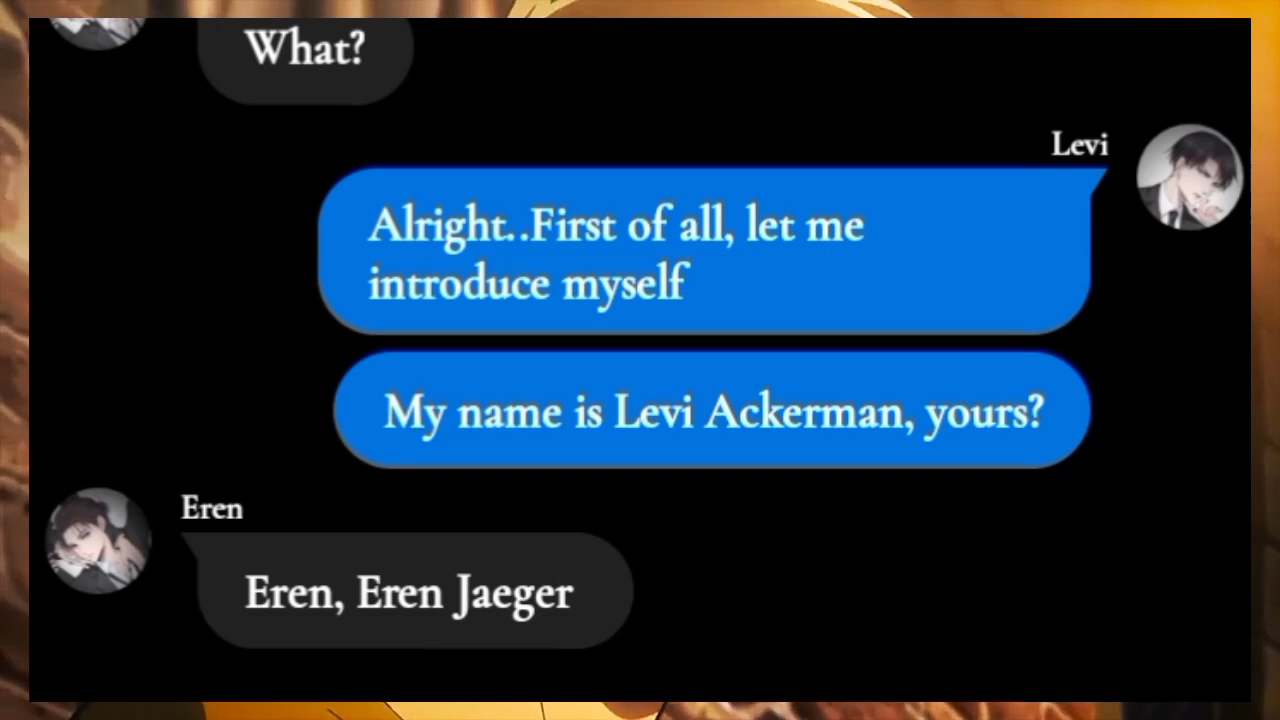 What?
Levi
Alright..First of all, let me
introduce myself
My name is Levi Ackerman, yours?
Eren
Eren, Eren Jaeger